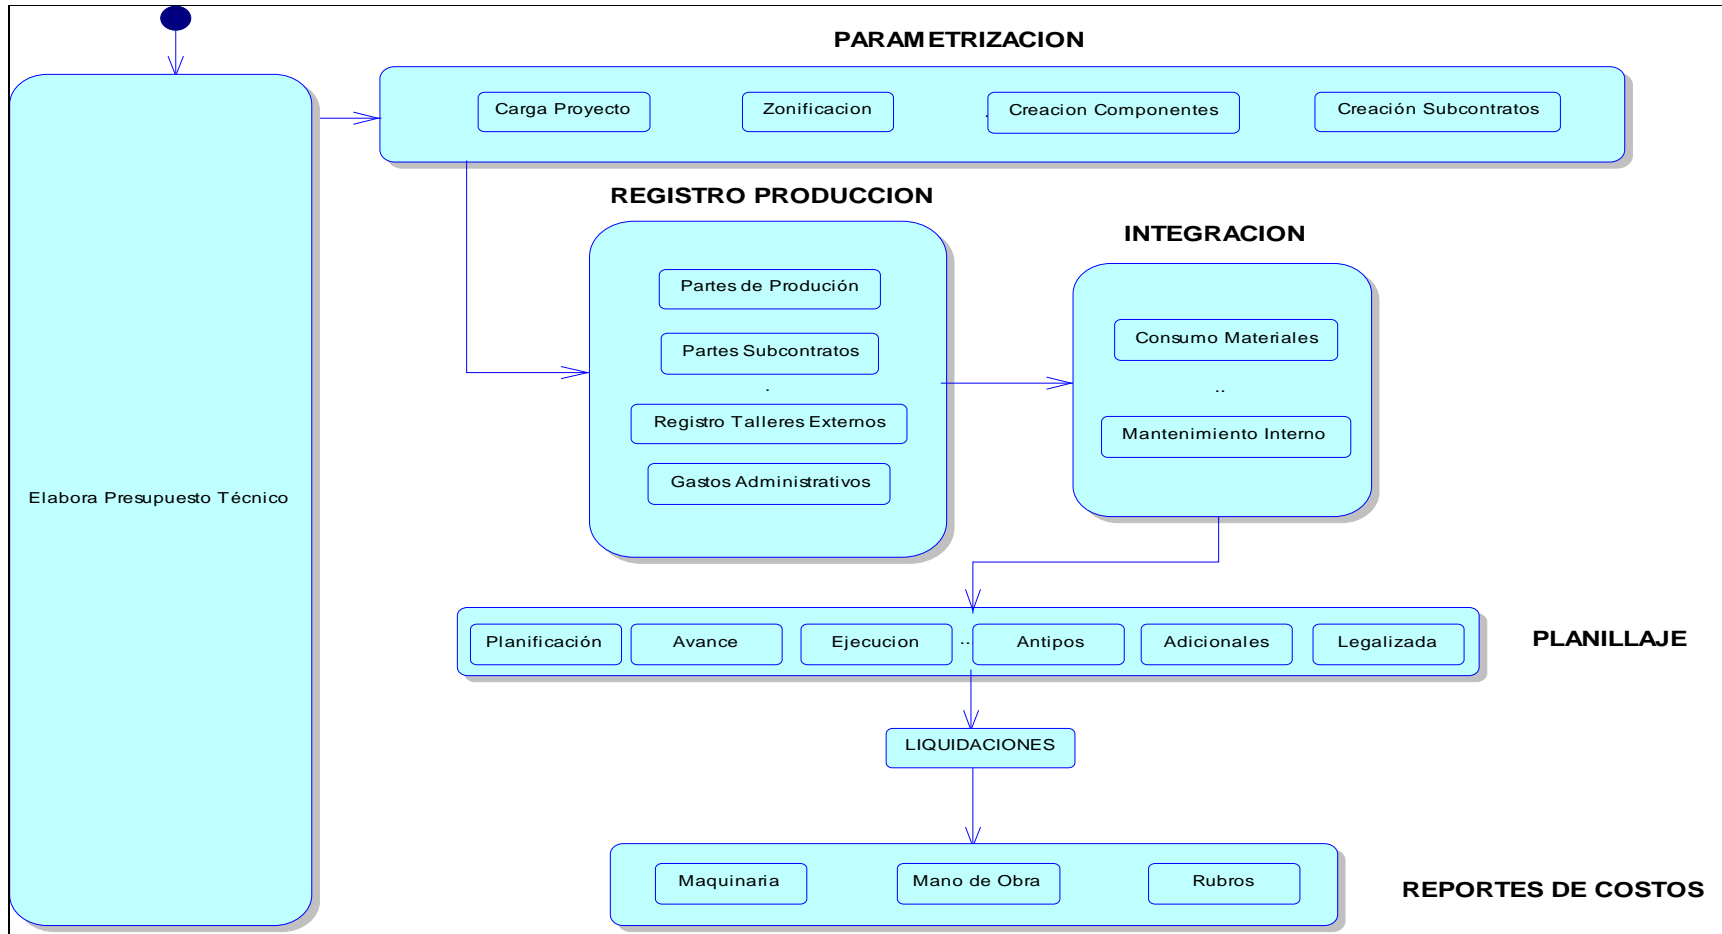 PARAMETRIZACION
Carga Proyecto
Zonificacion
Creacion Componentes
Creación Subcontratos
REGISTRO PRODUCCION
Partes de Produción
Partes Subcontratos
.
Registro Talleres Externos
Gastos Administrativos
INTEGRACION
Consumo Materiales
..
Mantenimiento Interno
Elabora Presupuesto Técnico
Planificación
Avance
Ejecucion
..
Antipos
Adicionales
Legalizada
PLANILLAJE
LIQUIDACIONES
Maquinaria
Mano de Obra
Rubros
REPORTES DE COSTOS